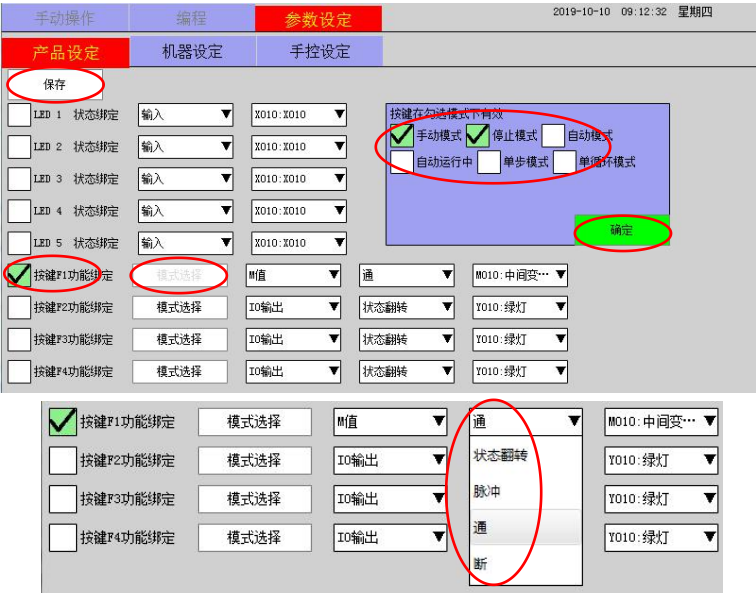 手动操作 编程 参数设定 2019-10-10 09:12:32 星期四
产品设定 机器设定 手控设定
保存
LED 1 状态绑定 输入 X010:X010
LED 2 状态绑定 输入 X010:X010
LED 3 状态绑定 输入 X010:X010
LED 4 状态绑定 输入 X010:X010
LED 5 状态绑定 输入 X010:X010
按键在勾选模式下有效
手动模式 停止模式 自动模式
自动运行中 单步模式 单循环模式
确定
按键F1功能绑定 模式选择 M值 通 M010:中间变…
按键F2功能绑定 模式选择 IO输出 状态翻转 Y010:绿灯
按键F3功能绑定 模式选择 IO输出 状态翻转 Y010:绿灯
按键F4功能绑定 模式选择 IO输出 状态翻转 Y010:绿灯
按键F1功能绑定 模式选择 M值 通 M010:中间变…
按键F2功能绑定 模式选择 IO输出 状态翻转 Y010:绿灯
按键F3功能绑定 模式选择 IO输出 脉冲 Y010:绿灯
通
按键F4功能绑定 模式选择 IO输出 Y010:绿灯
断